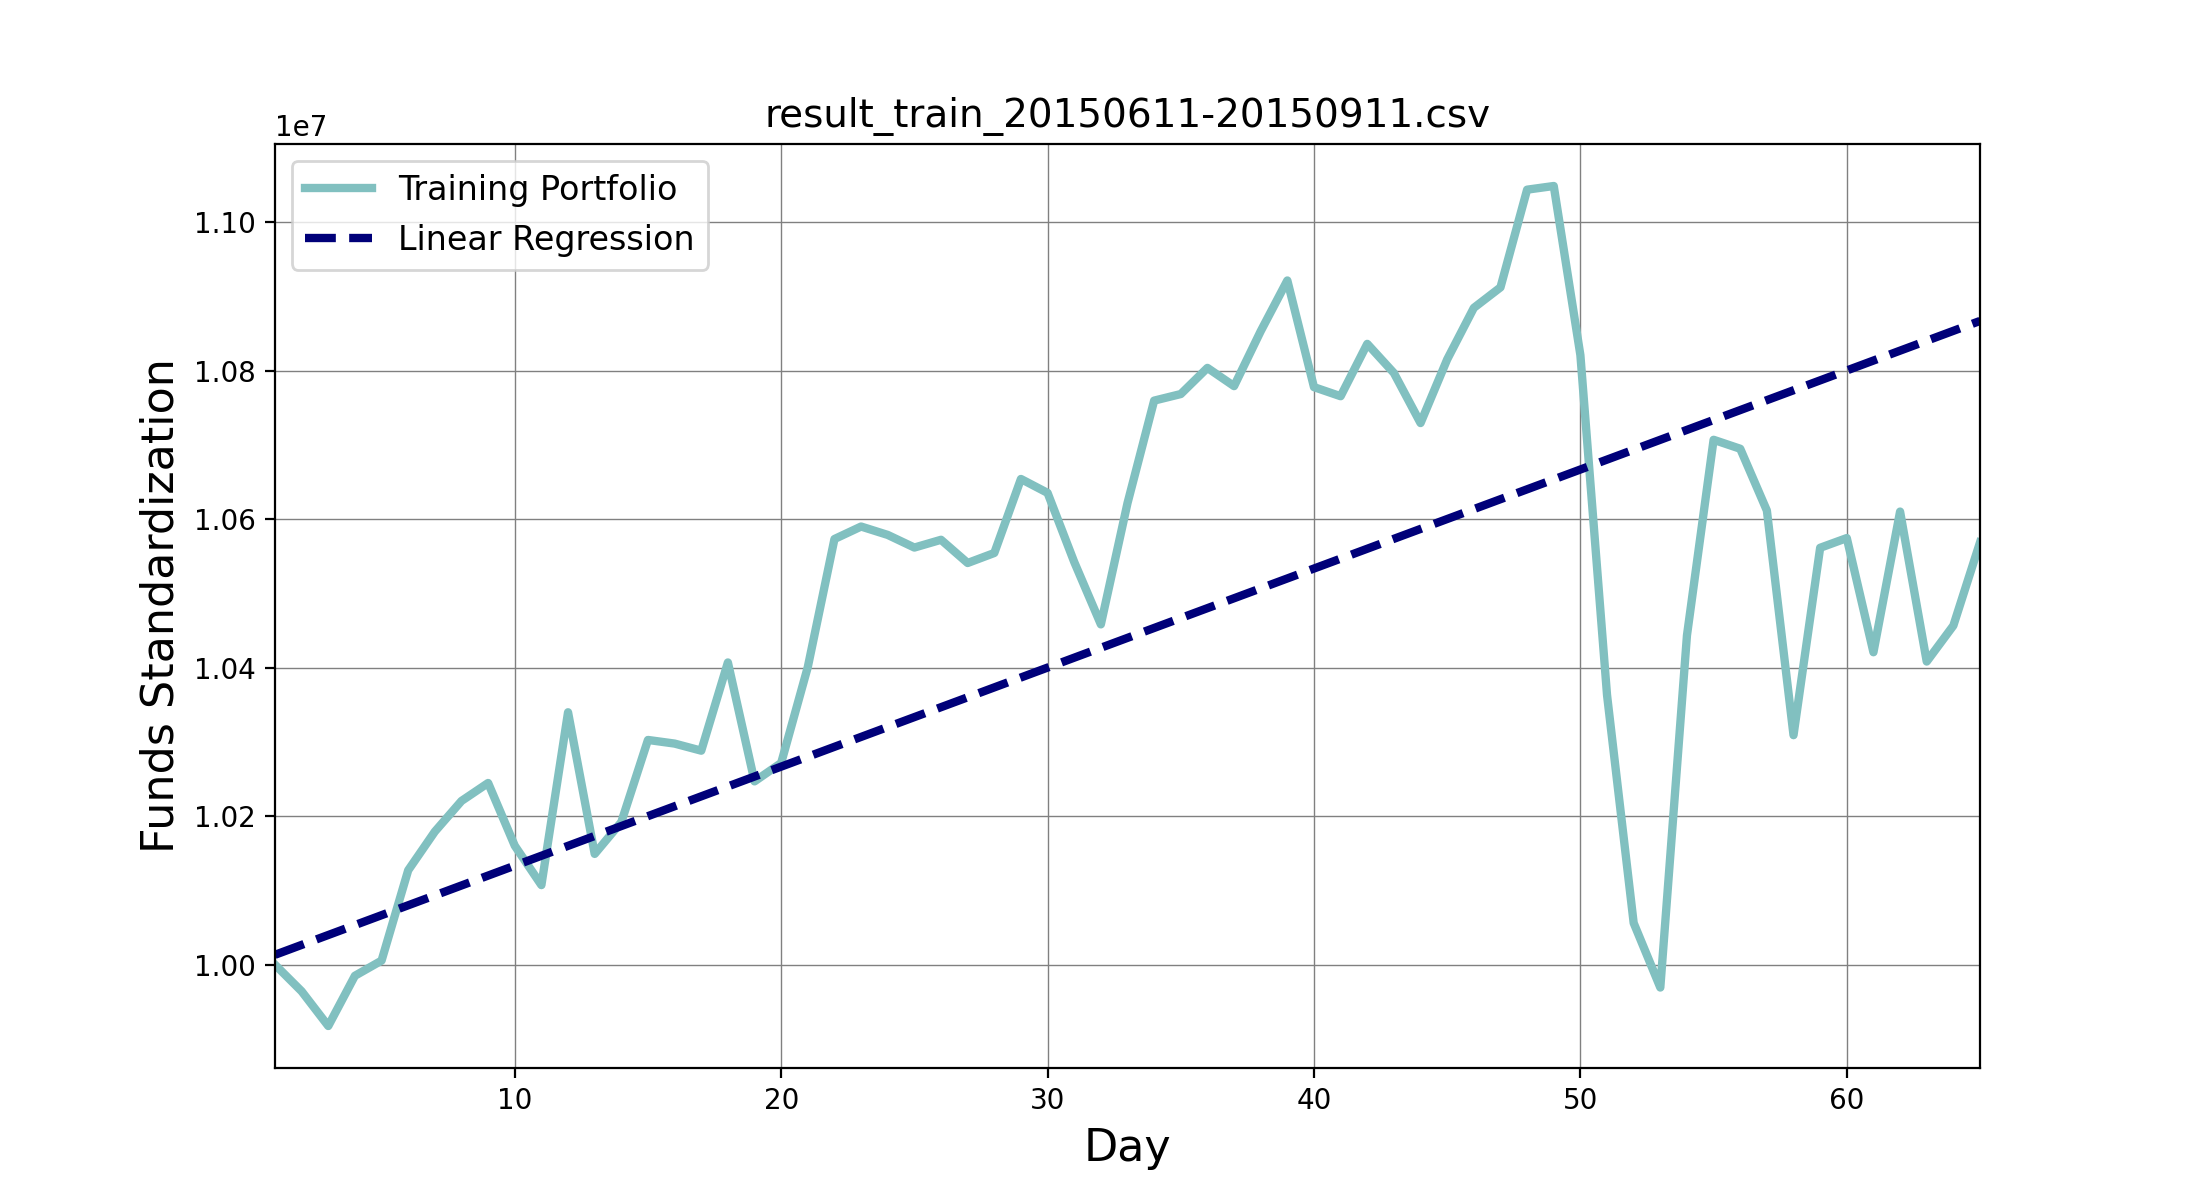 result_train_20150611-20150911.csv
1e7
Training Portfolio
Linear Regression
1.10
1.08
1.06
1.04
1.02
1.00
Funds Standardization
10 20 30 40 50 60
Day